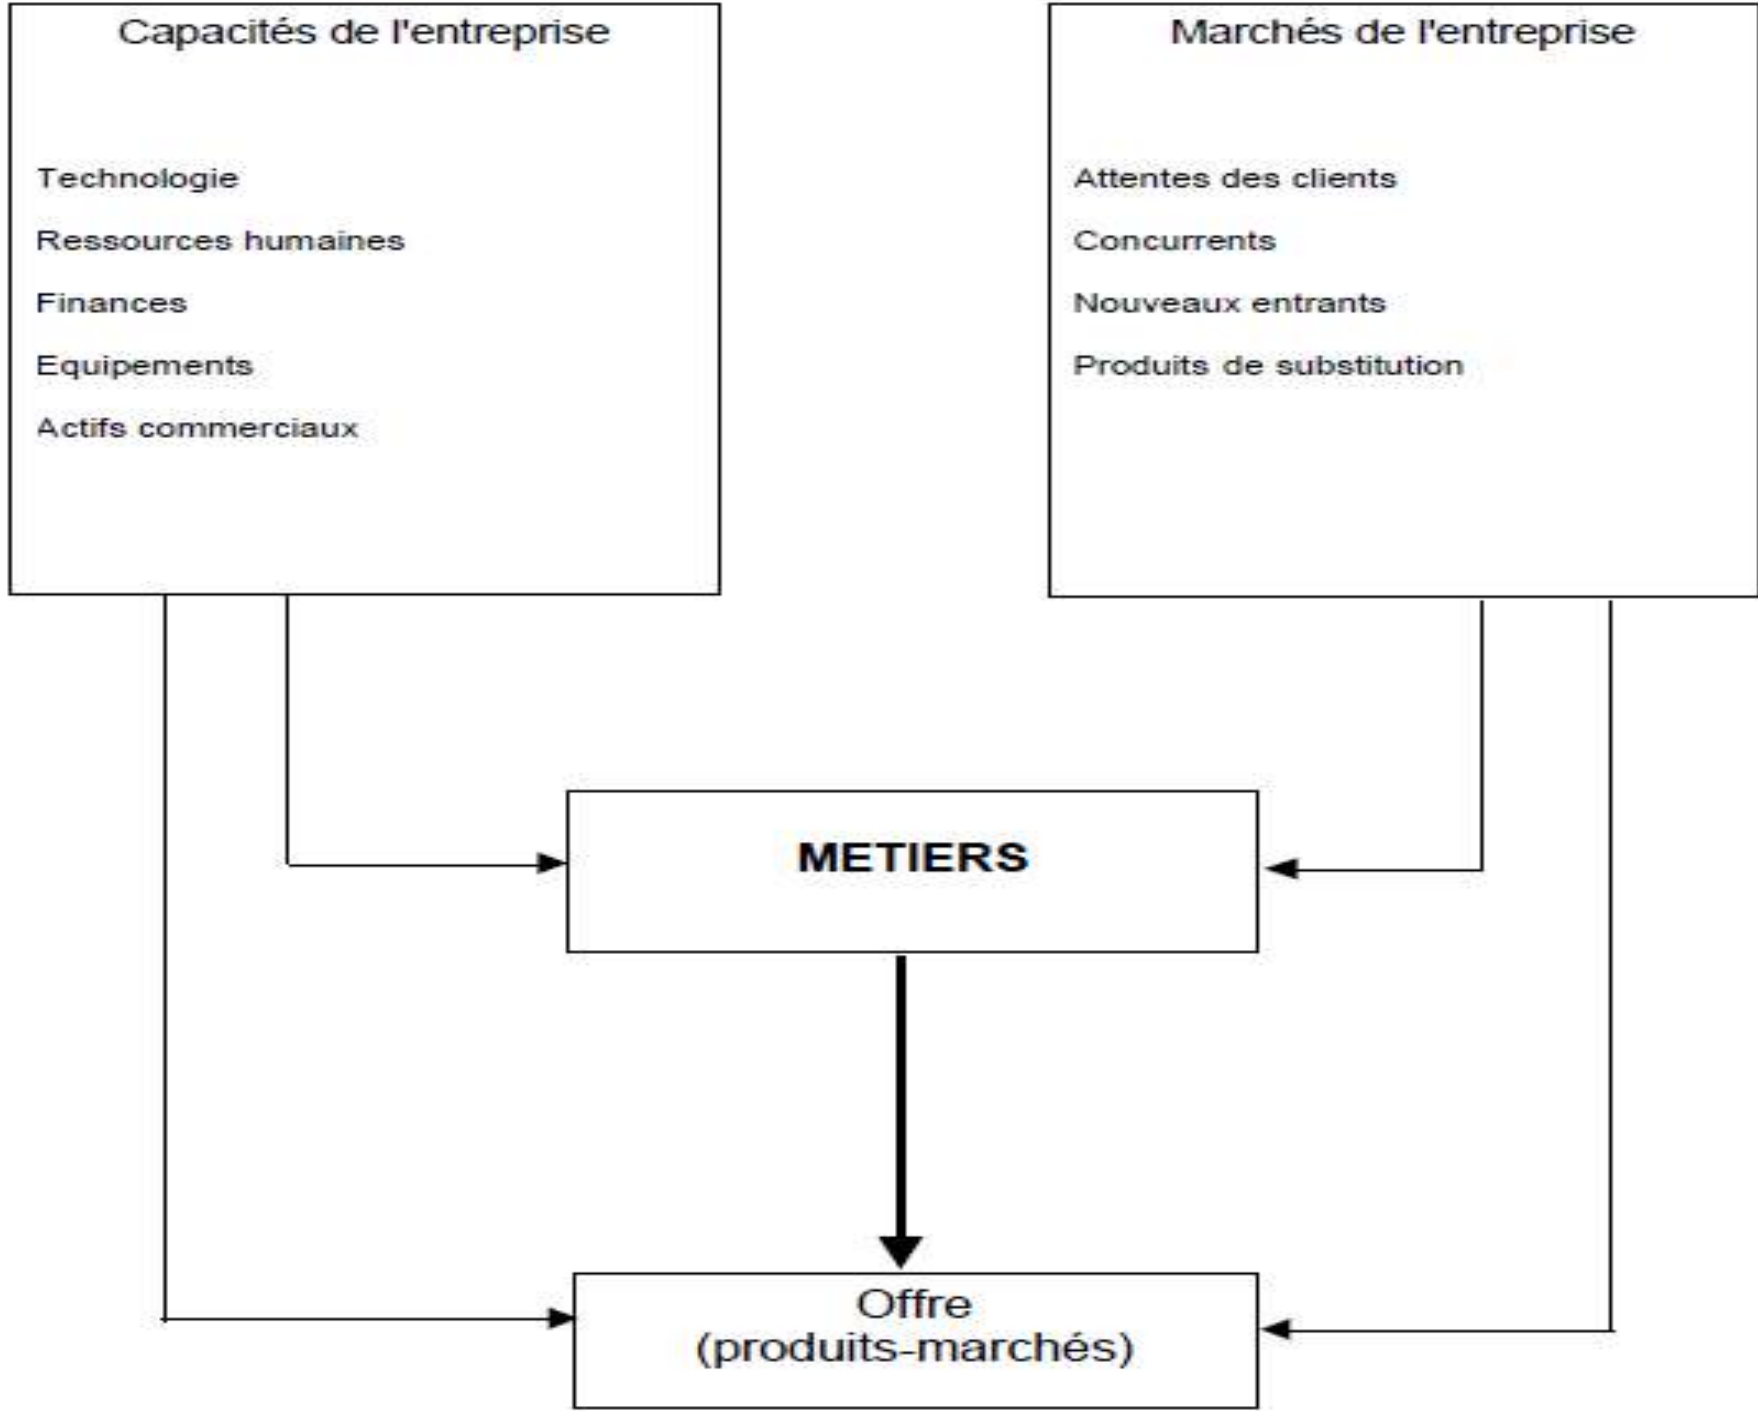 Capacités de l'entreprise
Technologie
Ressources humaines
Finances
Equipements
Actifs commerciaux
Marchés de l'entreprise
Attentes des clients
Concurrents
Nouveaux entrants
Produits de substitution
METIERS
Offre
(produits-marchés)